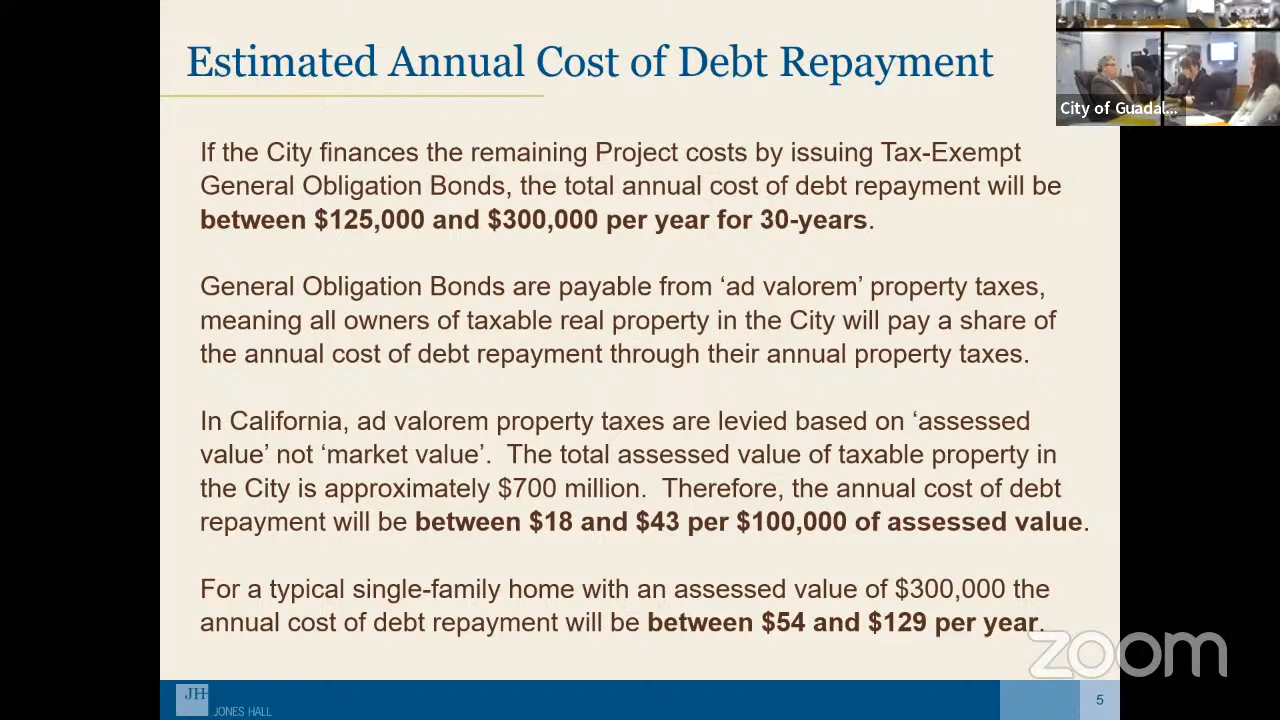 Estimated Annual Cost of Debt Repayment
City of Guadal...
If the City finances the remaining Project costs by issuing Tax-Exempt
General Obligation Bonds, the total annual cost of debt repayment will be
between $125,000 and $300,000 per year for 30-years.
General Obligation Bonds are payable from ‘ad valorem’ property taxes,
meaning all owners of taxable real property in the City will pay a share of
the annual cost of debt repayment through their annual property taxes.
In California, ad valorem property taxes are levied based on ‘assessed
value’ not ‘market value’.  The total assessed value of taxable property in
the City is approximately $700 million.  Therefore, the annual cost of debt
repayment will be between $18 and $43 per $100,000 of assessed value.
For a typical single-family home with an assessed value of $300,000 the
annual cost of debt repayment will be between $54 and $129 per year.
zoom
JH
JONES HALL
5